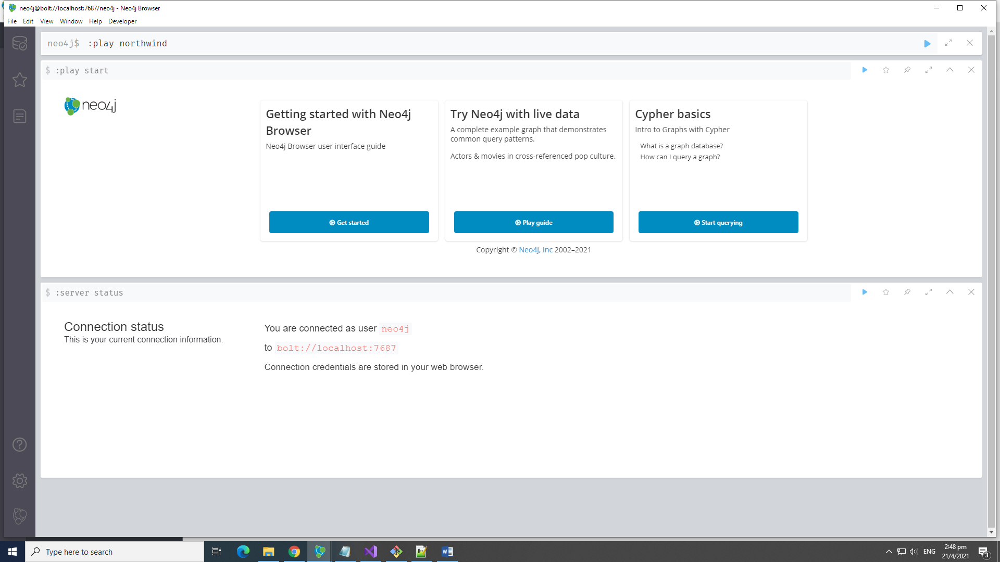 neo4j@bolt://localhost:7687/neo4j - Neo4j Browser
File Edit View Window Help Developer
neo4j$ :play northwind
$ :play start
neo4j
Getting started with Neo4j
Browser
Neo4j Browser user interface guide
Get started
Try Neo4j with live data
A complete example graph that demonstrates
common query patterns.
Actors & movies in cross-referenced pop culture.
Play guide
Cypher basics
Intro to Graphs with Cypher
What is a graph database?
How can I query a graph?
Start querying
Copyright © Neo4j, Inc 2002–2021
$ :server status
Connection status
This is your current connection information.
You are connected as user neo4j
to bolt://localhost:7687
Connection credentials are stored in your web browser.
Type here to search
ENG
2:48 pm
21/4/2021
3